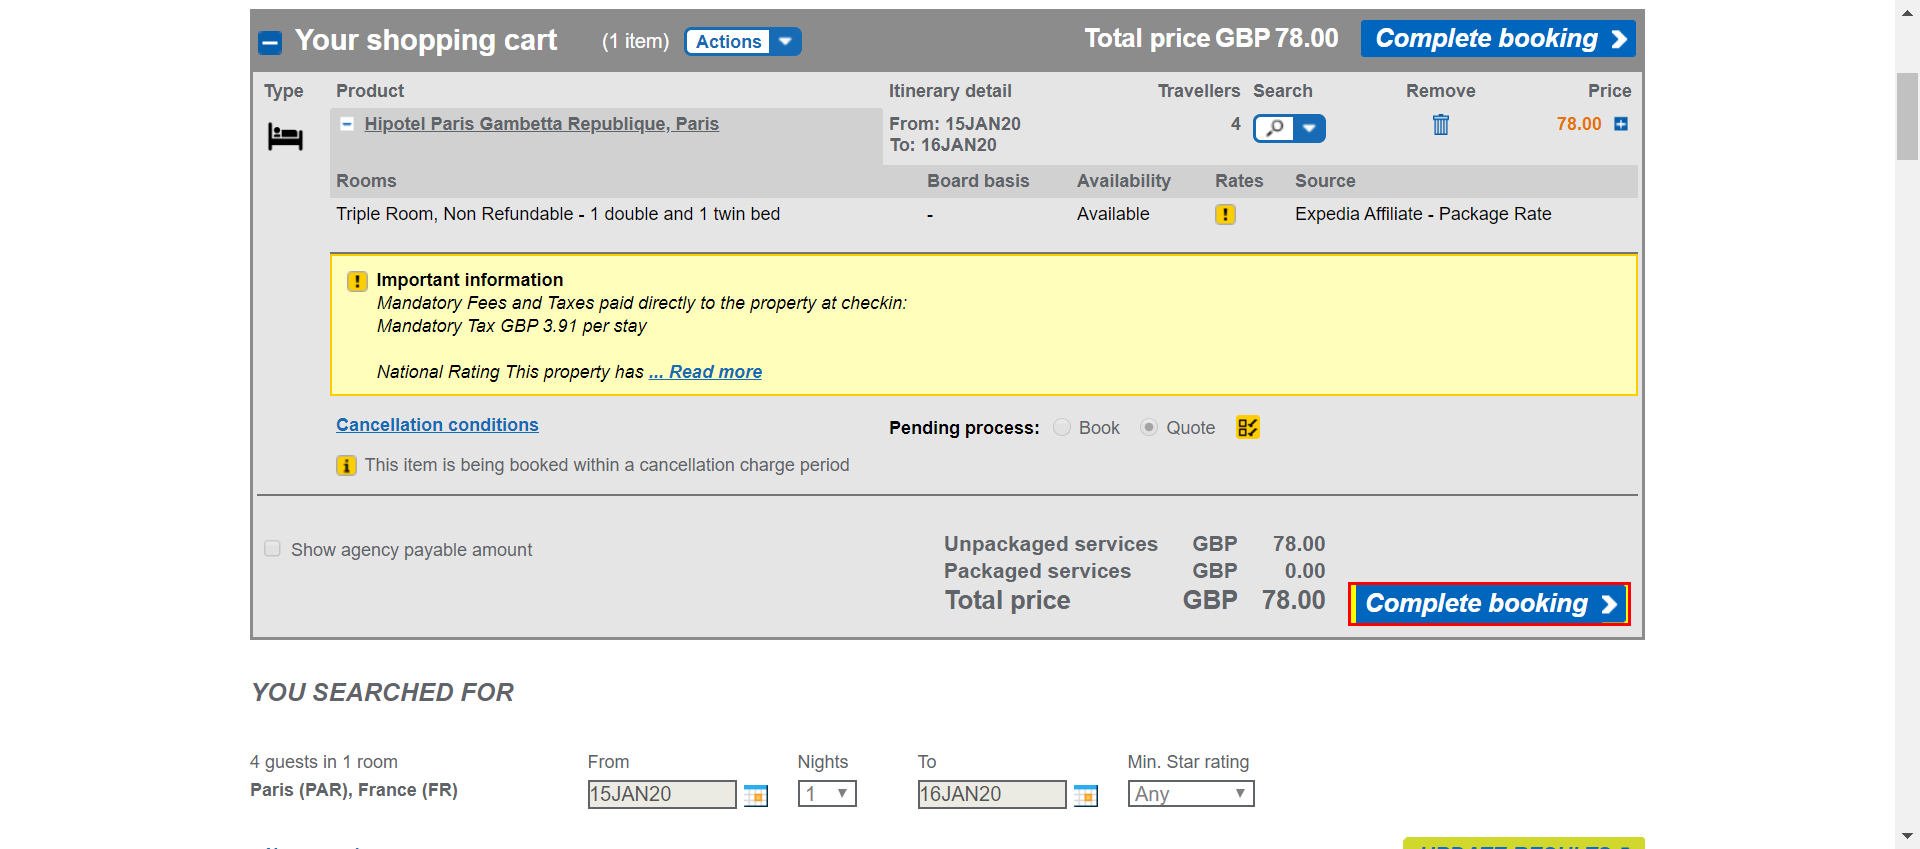 Your shopping cart (1 item) Actions Total price GBP 78.00 Complete booking
Type Product Itinerary detail Travellers Search Remove Price
Hipotel Paris Gambetta Republique, Paris From: 15JAN20 4 78.00
To: 16JAN20
Rooms Board basis Availability Rates Source
Triple Room, Non Refundable - 1 double and 1 twin bed - Available Expedia Affiliate - Package Rate
Important information
Mandatory Fees and Taxes paid directly to the property at checkin:
Mandatory Tax GBP 3.91 per stay
National Rating This property has ... Read more
Cancellation conditions Pending process: Book Quote
This item is being booked within a cancellation charge period
Show agency payable amount
Unpackaged services GBP 78.00
Packaged services GBP 0.00
Total price GBP 78.00 Complete booking
YOU SEARCHED FOR
4 guests in 1 room From Nights To Min. Star rating
Paris (PAR), France (FR) 15JAN20 1 16JAN20 Any